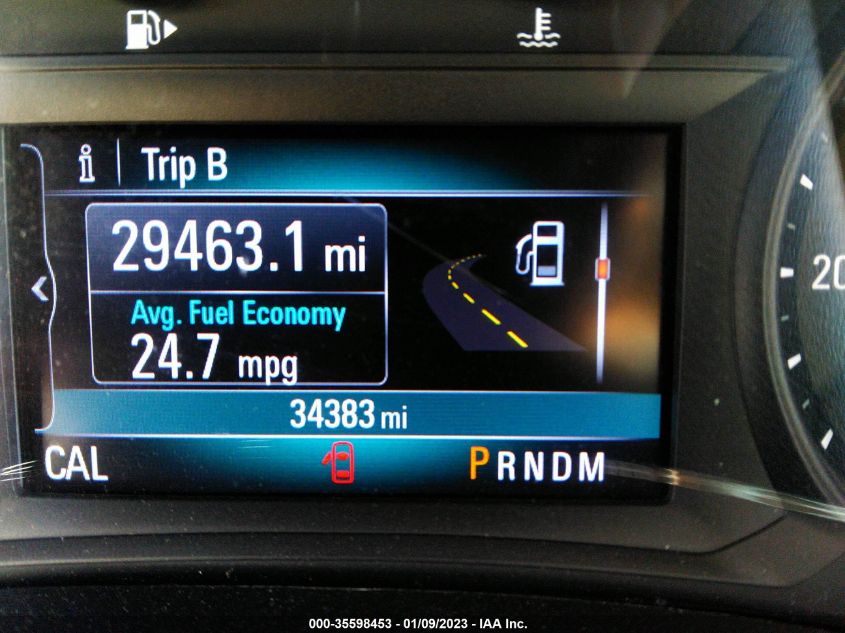 i Trip B
29463.1 mi
Avg. Fuel Economy
24.7 mpg
34383 mi
CAL PRNDM
20
000-35598453 - 01/09/2023 - IAA Inc.